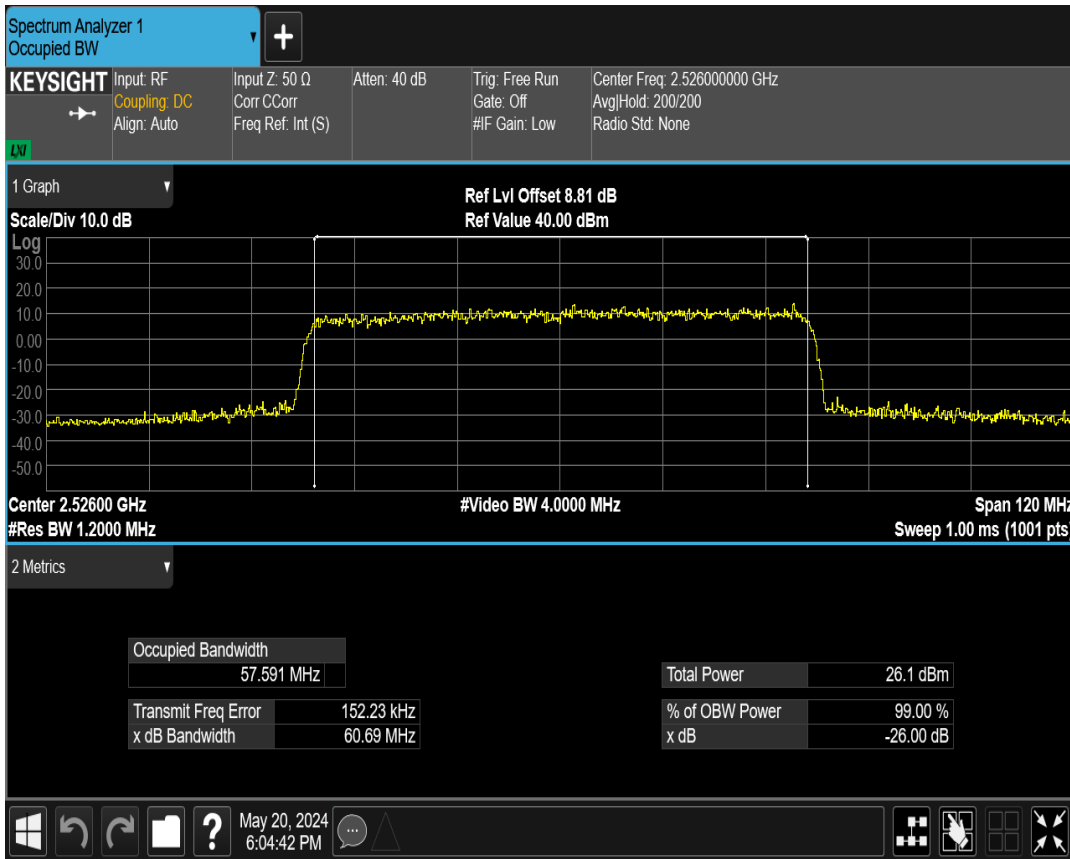 Spectrum Analyzer 1
Occupied BW
+
KEYSIGHT
LXI
Input: RF
Coupling: DC
Align: Auto
Input Z: 50 Ω
Corr CCorr
Freq Ref: Int (S)
Atten: 40 dB
Trig: Free Run
Gate: Off
#IF Gain: Low
Center Freq: 2.526000000 GHz
Avg|Hold: 200/200
Radio Std: None
1 Graph
Scale/Div 10.0 dB
Ref Lvl Offset 8.81 dB
Ref Value 40.00 dBm
Log
30.0
20.0
10.0
0.00
-10.0
-20.0
-30.0
-40.0
-50.0
Center 2.52600 GHz
#Video BW 4.0000 MHz
Span 120 MHz
#Res BW 1.2000 MHz
Sweep 1.00 ms (1001 pts)
2 Metrics
Occupied Bandwidth
57.591 MHz
Total Power 26.1 dBm
Transmit Freq Error 152.23 kHz
% of OBW Power 99.00 %
x dB Bandwidth 60.69 MHz
x dB -26.00 dB
?
May 20, 2024
6:04:42 PM